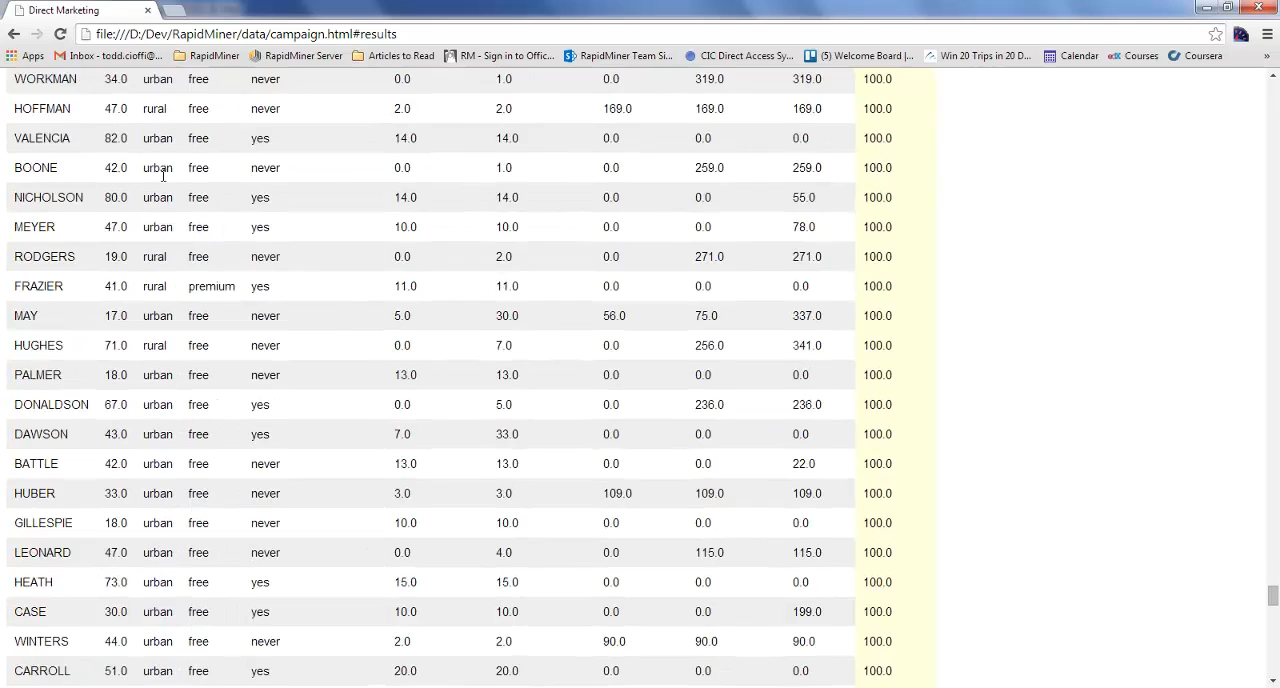 Direct Marketing
file:///D:/Dev/RapidMiner/data/campaign.html#results
Apps Inbox - todd.cioffi@... RapidMiner RapidMiner Server Articles to Read RM - Sign in to Offic... RapidMiner Team Si... CIC Direct Access Sy... (5) Welcome Board |... Win 20 Trips in 20 D... Calendar Courses Coursera »
WORKMAN 34.0 urban free never 0.0 1.0 0.0 319.0 319.0 100.0
HOFFMAN 47.0 rural free never 2.0 2.0 169.0 169.0 169.0 100.0
VALENCIA 82.0 urban free yes 14.0 14.0 0.0 0.0 0.0 100.0
BOONE 42.0 urban free never 0.0 1.0 0.0 259.0 259.0 100.0
NICHOLSON 80.0 urban free yes 14.0 14.0 0.0 0.0 55.0 100.0
MEYER 47.0 urban free yes 10.0 10.0 0.0 0.0 78.0 100.0
RODGERS 19.0 rural free never 0.0 2.0 0.0 271.0 271.0 100.0
FRAZIER 41.0 rural premium yes 11.0 11.0 0.0 0.0 0.0 100.0
MAY 17.0 urban free never 5.0 30.0 56.0 75.0 337.0 100.0
HUGHES 71.0 rural free never 0.0 7.0 0.0 256.0 341.0 100.0
PALMER 18.0 urban free never 13.0 13.0 0.0 0.0 0.0 100.0
DONALDSON 67.0 urban free yes 0.0 5.0 0.0 236.0 236.0 100.0
DAWSON 43.0 urban free yes 7.0 33.0 0.0 0.0 0.0 100.0
BATTLE 42.0 urban free never 13.0 13.0 0.0 0.0 22.0 100.0
HUBER 33.0 urban free never 3.0 3.0 109.0 109.0 109.0 100.0
GILLESPIE 18.0 urban free never 10.0 10.0 0.0 0.0 0.0 100.0
LEONARD 47.0 urban free never 0.0 4.0 0.0 115.0 115.0 100.0
HEATH 73.0 urban free yes 15.0 15.0 0.0 0.0 0.0 100.0
CASE 30.0 urban free yes 10.0 10.0 0.0 0.0 199.0 100.0
WINTERS 44.0 urban free never 2.0 2.0 90.0 90.0 90.0 100.0
CARROLL 51.0 urban free yes 20.0 20.0 0.0 0.0 0.0 100.0